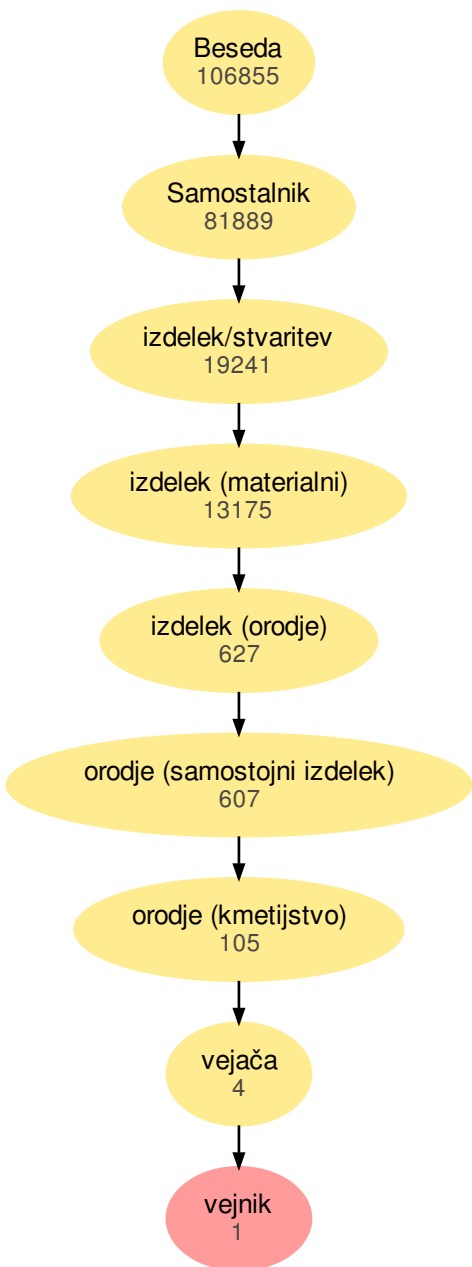 Beseda
106855
Samostalnik
81889
izdelek/stvaritev
19241
izdelek (materialni)
13175
izdelek (orodje)
627
orodje (samostojni izdelek)
607
orodje (kmetijstvo)
105
vejača
4
vejnik
1